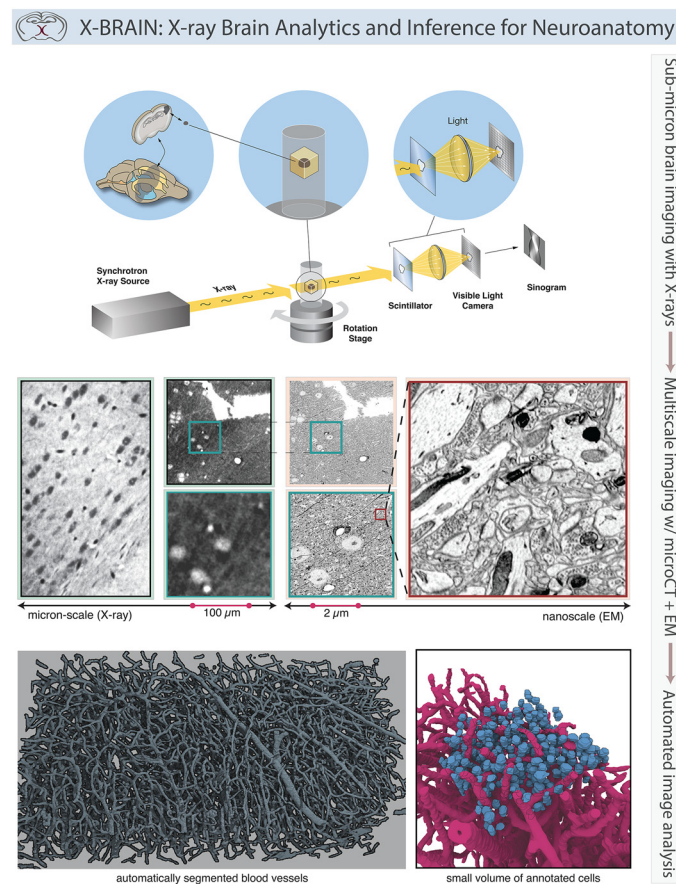 X-BRAIN: X-ray Brain Analytics and Inference for Neuroanatomy
Light
Synchrotron
X-ray Source
X-ray
Rotation
Stage
Scintillator
Visible Light
Camera
Sinogram
micron-scale (X-ray)
100 µm
2 µm
nanoscale (EM)
automatically segmented blood vessels
small volume of annotated cells
Sub-micron brain imaging with X-rays
Multiscale imaging w/ microCT + EM
Automated image analysis